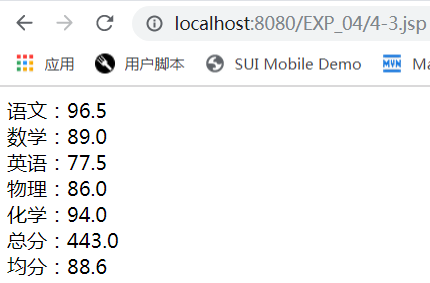 localhost:8080/EXP_04/4-3.jsp
应用 用户脚本 SUI Mobile Demo MVN Ma
语文：96.5
数学：89.0
英语：77.5
物理：86.0
化学：94.0
总分：443.0
均分：88.6